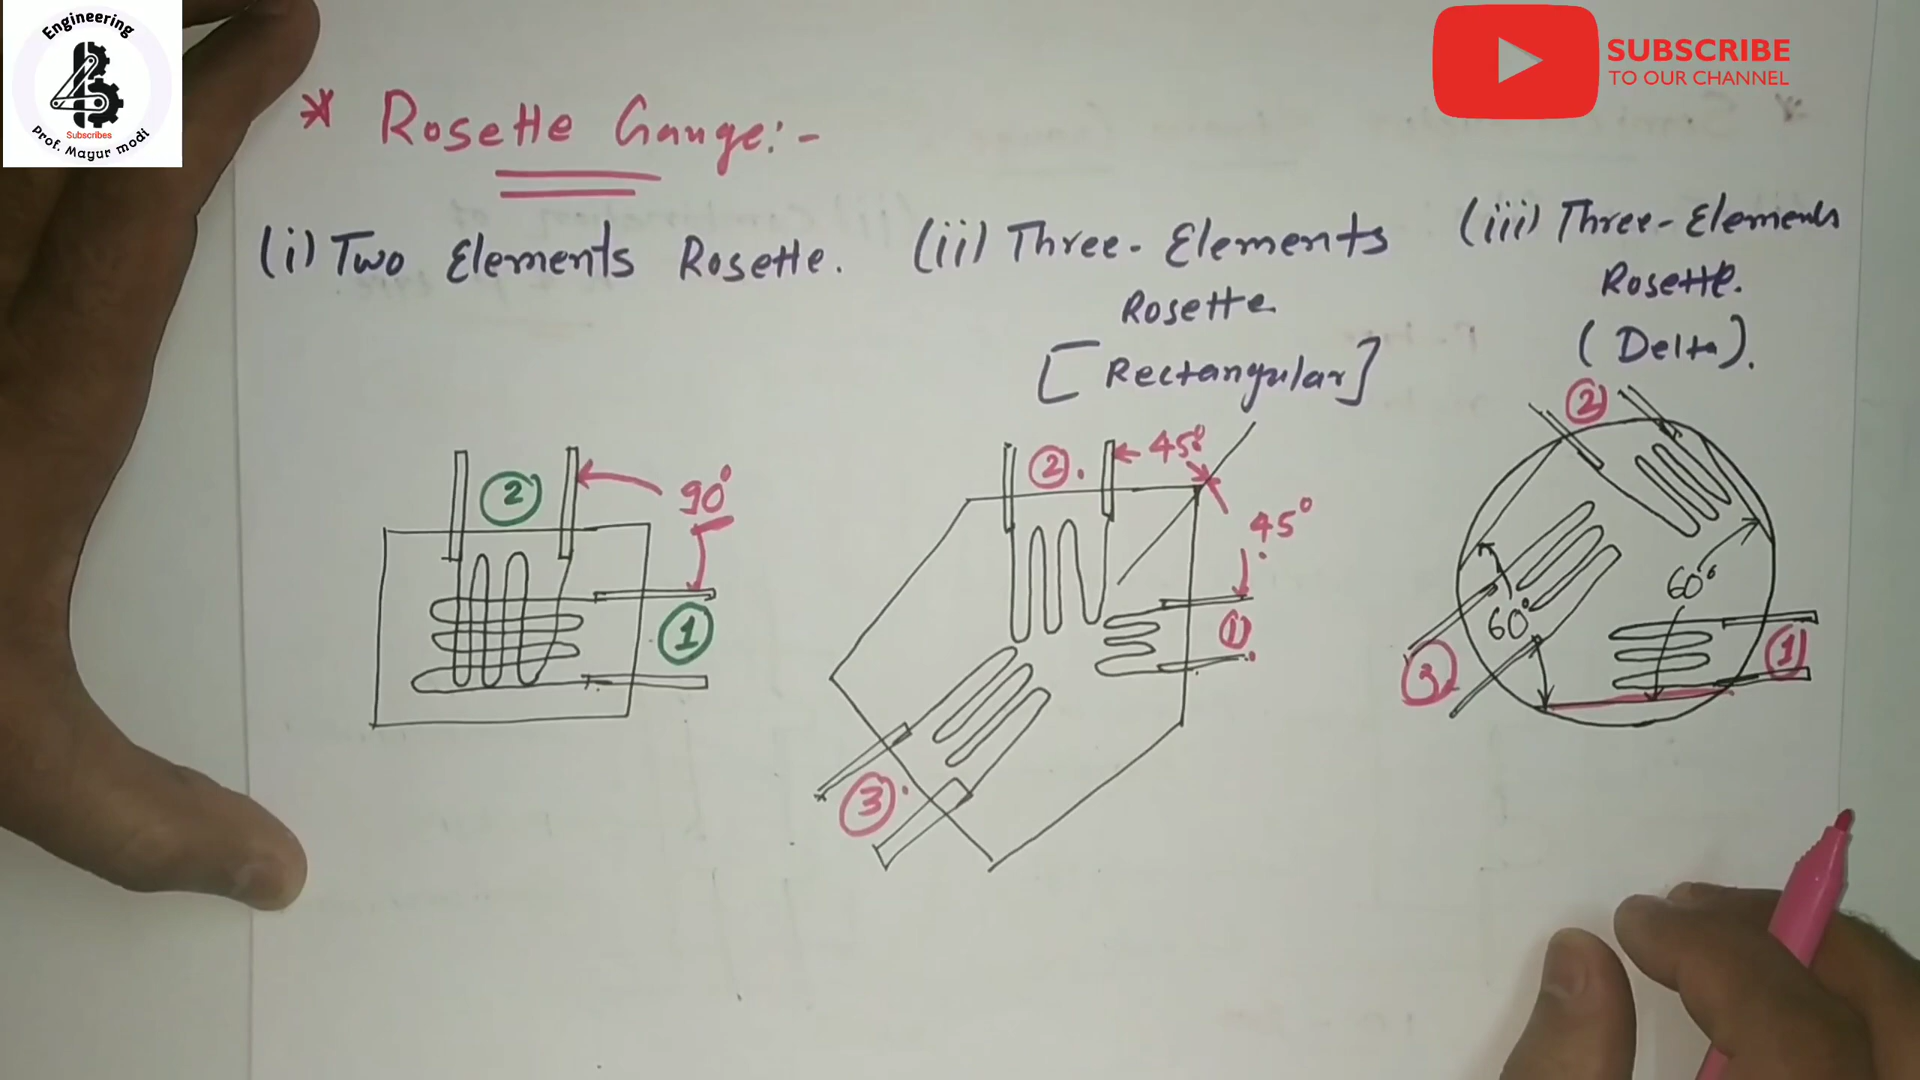 Engineering
Subscribes
Prof. Mayur modi
SUBSCRIBE
TO OUR CHANNEL
* Rosette Gauge:-
(i) Two Elements Rosette.
(ii) Three-Elements
Rosette
[Rectangular]
(iii) Three-Elements
Rosette.
(Delta).
2
90°
1
2.
45°
45°
1
3.
2
60°
60°
1
3